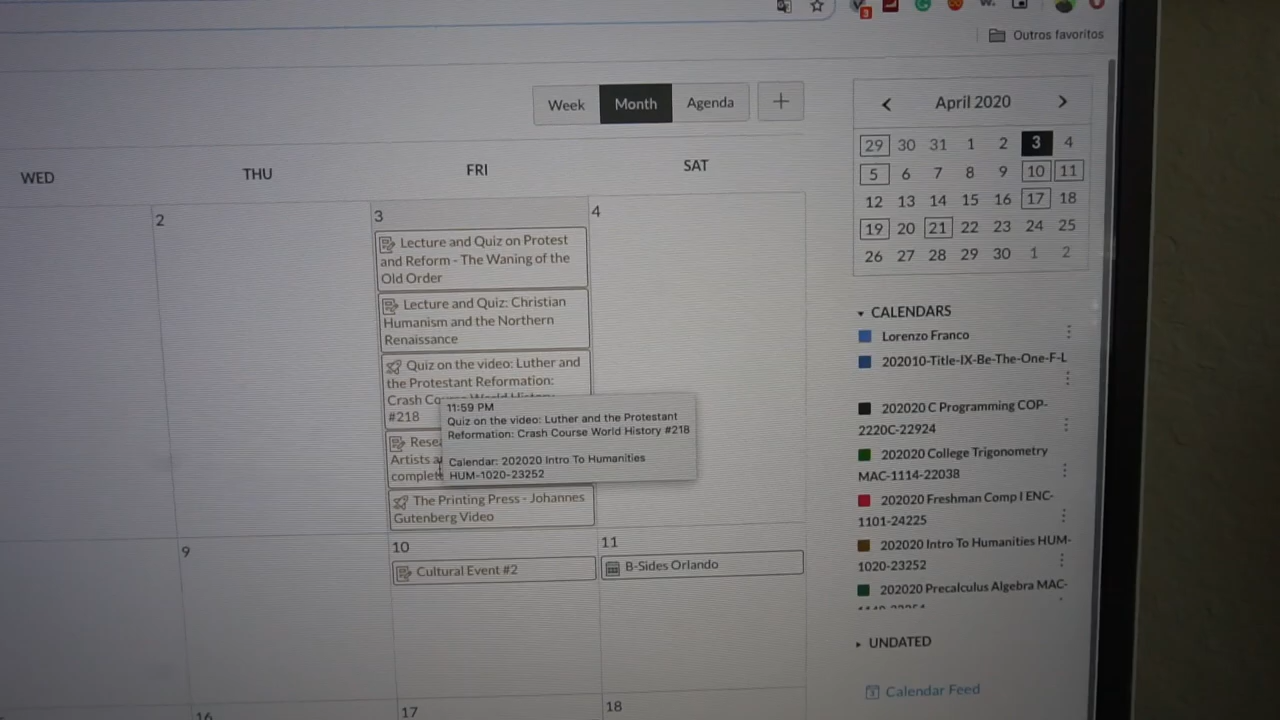 Outros favoritos
Week Month Agenda +
WED THU FRI SAT
2
3
Lecture and Quiz on Protest
and Reform - The Waning of the
Old Order
Lecture and Quiz: Christian
Humanism and the Northern
Renaissance
Quiz on the video: Luther and
the Protestant Reformation:
#218
Artists
The Printing Press - Johannes
Gutenberg Video
11:59 PM
Quiz on the video: Luther and the Protestant
Reformation: Crash Course World History #218
Calendar: 202020 Intro To Humanities
HUM-1020-23252
4
9
10
Cultural Event #2
11
B-Sides Orlando
16
17
18
April 2020
29 30 31 1 2 3 4
5 6 7 8 9 10 11
12 13 14 15 16 17 18
19 20 21 22 23 24 25
26 27 28 29 30 1 2
CALENDARS
Lorenzo Franco
202010-Title-IX-Be-The-One-F-L
202020 C Programming COP-
2220C-22924
202020 College Trigonometry
MAC-1114-22038
202020 Freshman Comp I ENC-
1101-24225
202020 Intro To Humanities HUM-
1020-23252
202020 Precalculus Algebra MAC-
UNDATED
Calendar Feed